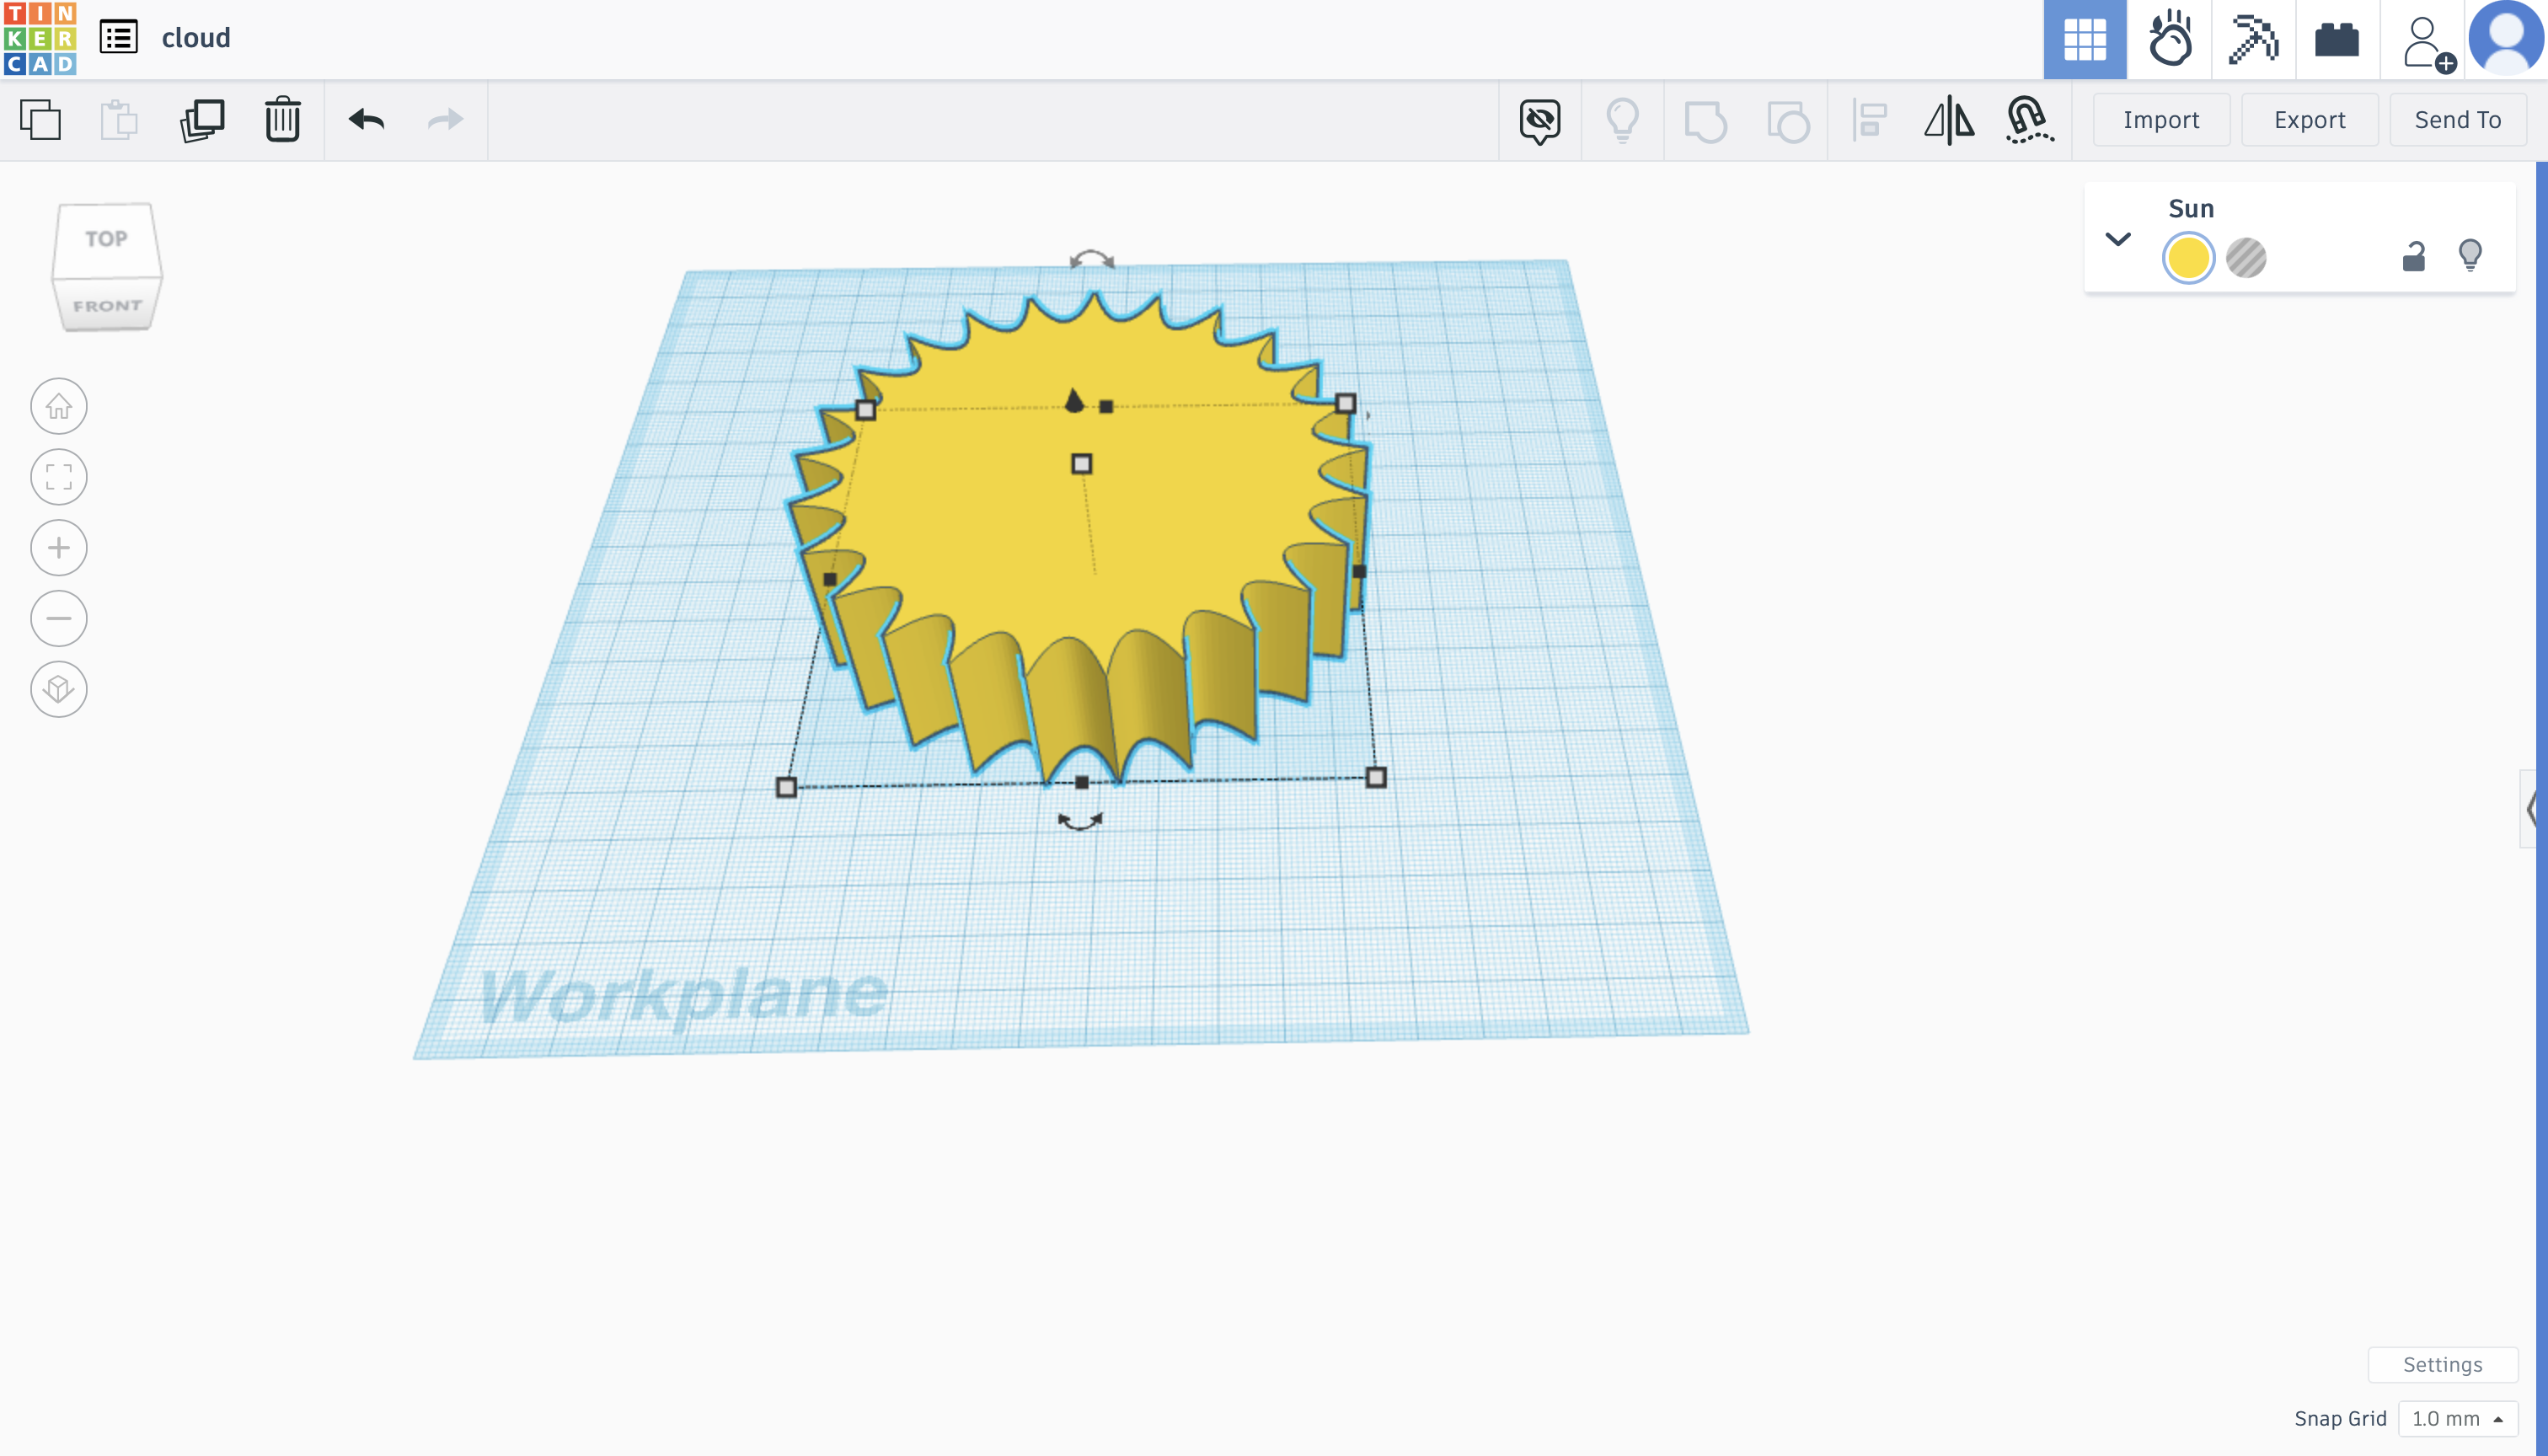 TIN
KER
CAD
cloud
Import
Export
Send To
TOP
FRONT
Sun
Workplane
Settings
Snap Grid
1.0 mm